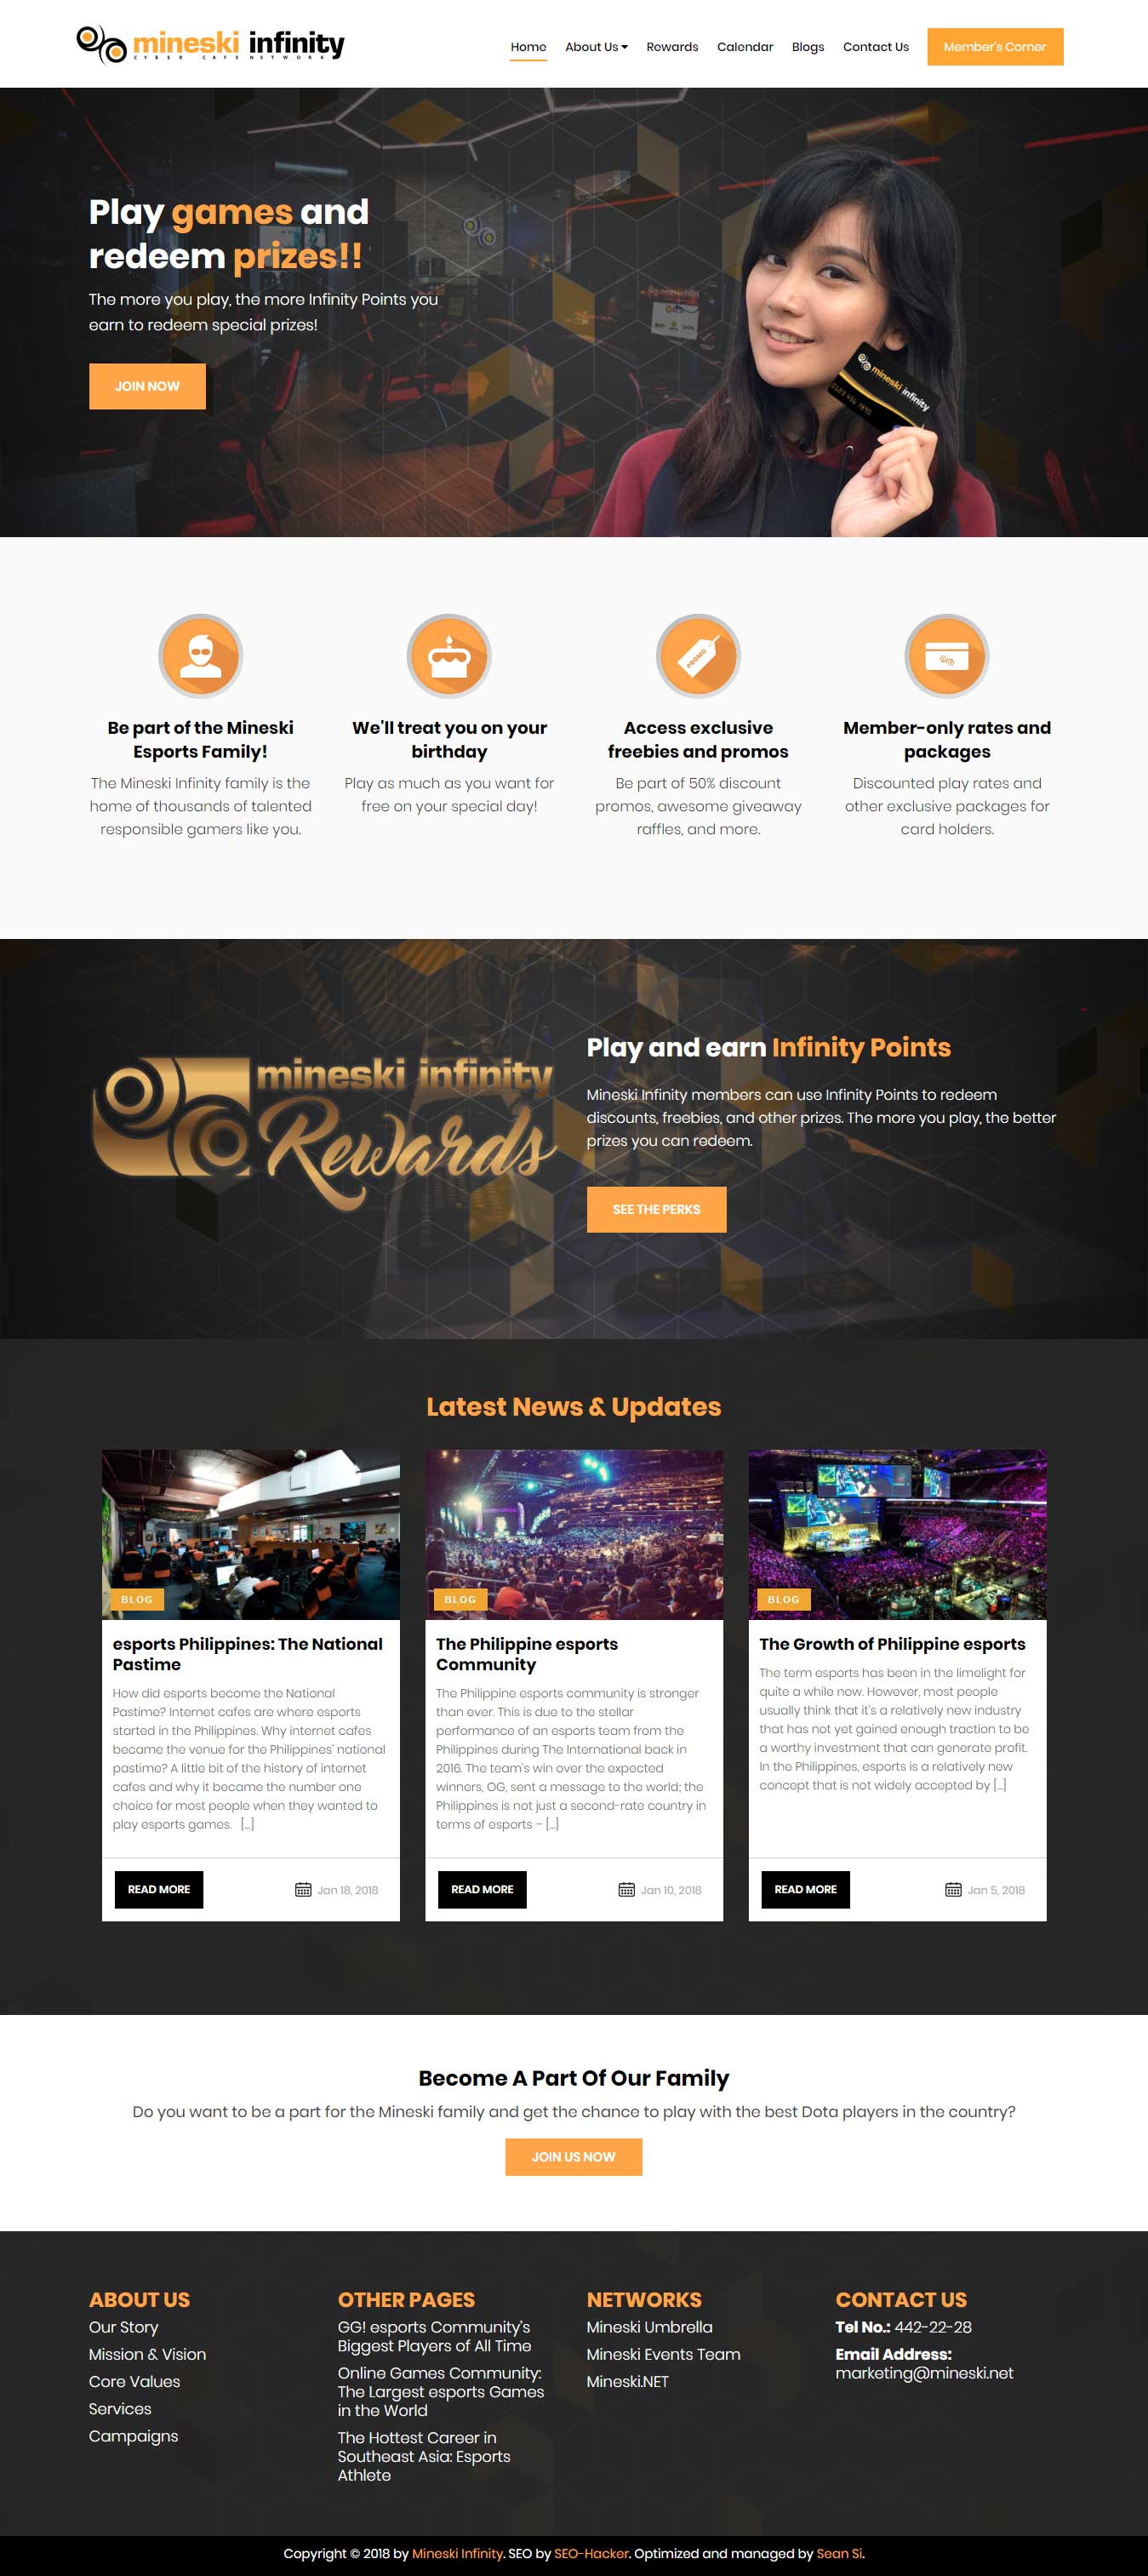 mineski infinity
CYBER CAFE NETWORK
Home About Us Rewards Calendar Blogs Contact Us Member's Corner
Play games and
redeem prizes!!
The more you play, the more Infinity Points you
earn to redeem special prizes!
JOIN NOW
mineski infinity
Be part of the Mineski
Esports Family!
The Mineski Infinity family is the
home of thousands of talented
responsible gamers like you.
We'll treat you on your
birthday
Play as much as you want for
free on your special day!
PROMO
Access exclusive
freebies and promos
Be part of 50% discount
promos, awesome giveaway
raffles, and more.
Member-only rates and
packages
Discounted play rates and
other exclusive packages for
card holders.
mineski infinity
Rewards
Play and earn Infinity Points
Mineski Infinity members can use Infinity Points to redeem
discounts, freebies, and other prizes. The more you play, the better
prizes you can redeem.
SEE THE PERKS
Latest News & Updates
BLOG
esports Philippines: The National
Pastime
How did esports become the National
Pastime? Internet cafes are where esports
started in the Philippines. Why internet cafes
became the venue for the Philippines' national
pastime? A little bit of the history of internet
cafes and why it became the number one
choice for most people when they wanted to
play esports games. [...]
READ MORE
Jan 18, 2018
BLOG
The Philippine esports
Community
The Philippine esports community is stronger
than ever. This is due to the stellar
performance of an esports team from the
Philippines during The International back in
2016. The team's win over the expected
winners, OG, sent a message to the world; the
Philippines is not just a second-rate country in
terms of esports – [...]
READ MORE
Jan 10, 2018
BLOG
The Growth of Philippine esports
The term esports has been in the limelight for
quite a while now. However, most people
usually think that it's a relatively new industry
that has not yet gained enough traction to be
a worthy investment that can generate profit.
In the Philippines, esports is a relatively new
concept that is not widely accepted by [...]
READ MORE
Jan 5, 2018
Become A Part Of Our Family
Do you want to be a part for the Mineski family and get the chance to play with the best Dota players in the country?
JOIN US NOW
ABOUT US
Our Story
Mission & Vision
Core Values
Services
Campaigns
OTHER PAGES
GG! esports Community's
Biggest Players of All Time
Online Games Community:
The Largest esports Games
in the World
The Hottest Career in
Southeast Asia: Esports
Athlete
NETWORKS
Mineski Umbrella
Mineski Events Team
Mineski.NET
CONTACT US
Tel No.: 442-22-28
Email Address:
marketing@mineski.net
Copyright © 2018 by Mineski Infinity. SEO by SEO-Hacker. Optimized and managed by Sean Si.